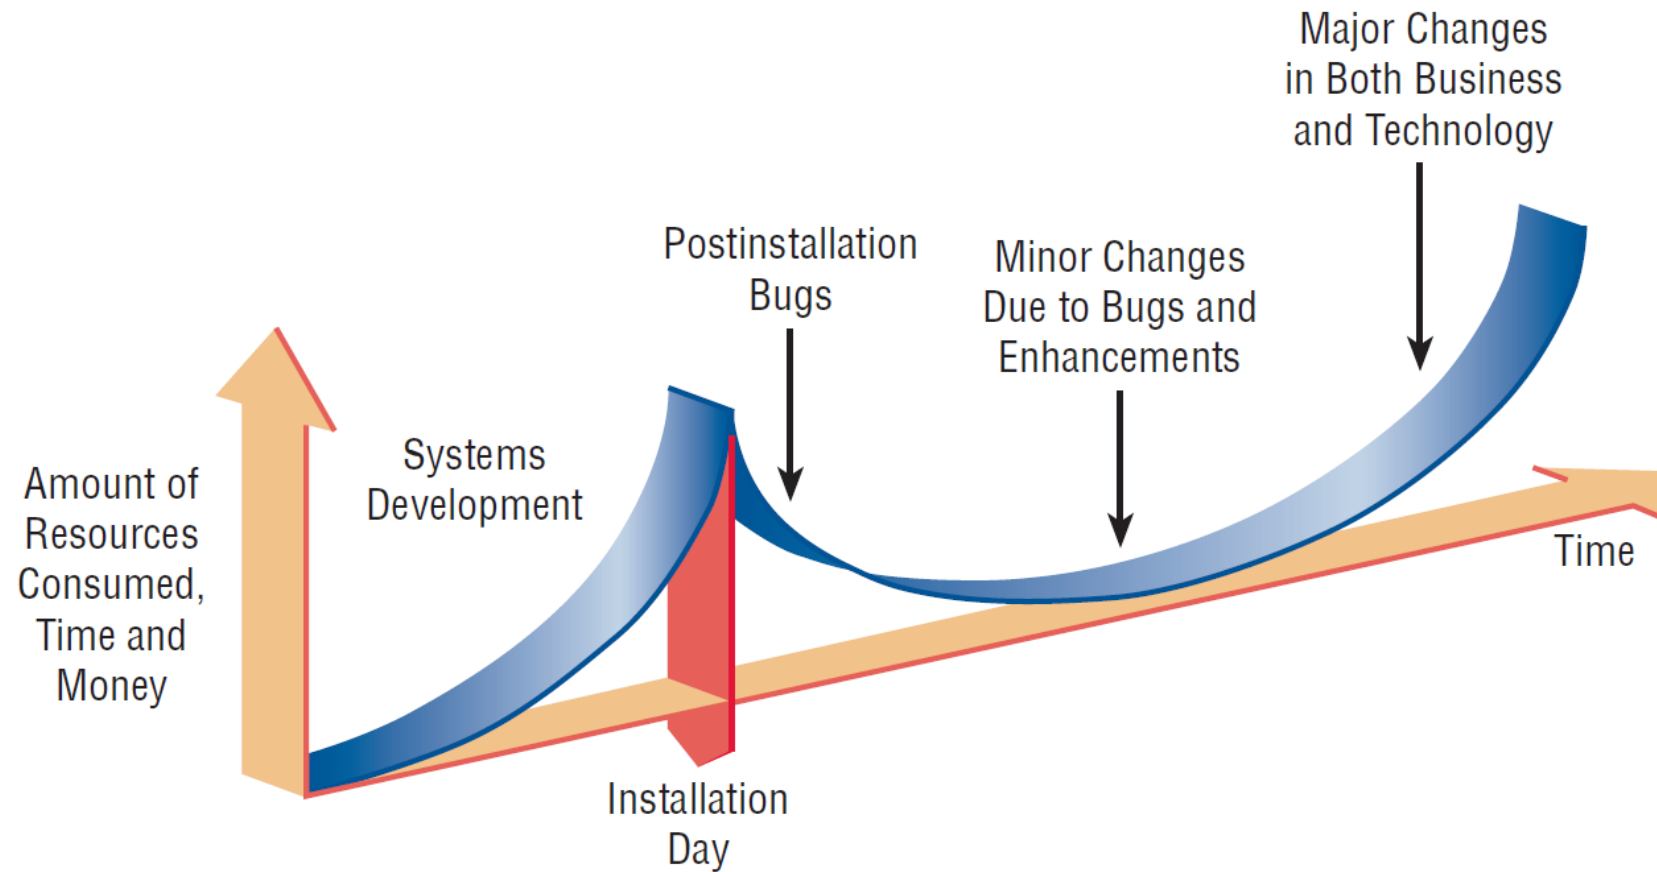 Major Changes
in Both Business
and Technology
Postinstallation
Bugs
Minor Changes
Due to Bugs and
Enhancements
Systems
Development
Amount of
Resources
Consumed,
Time and
Money
Time
Installation
Day